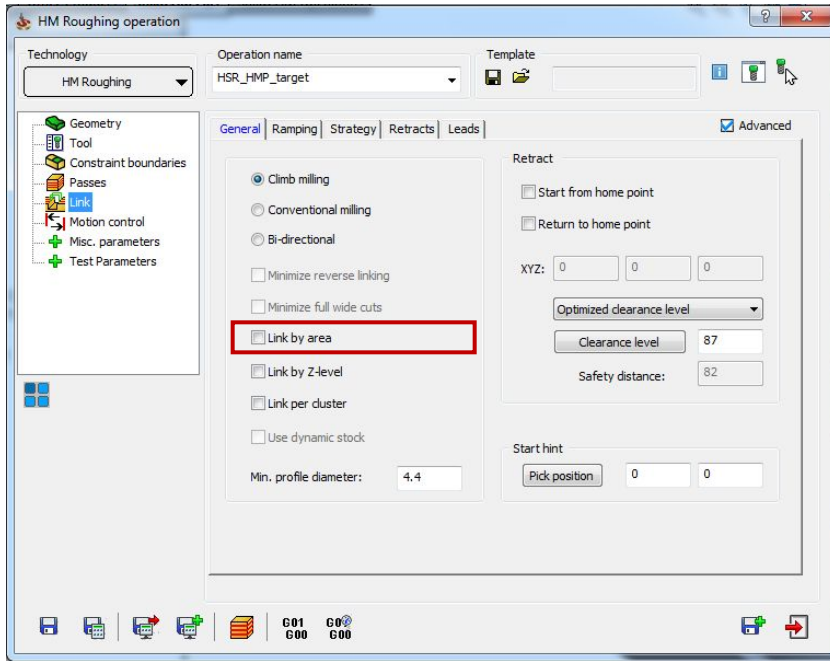 HM Roughing operation
Technology
HM Roughing
Operation name
HSR_HMP_target
Template
Geometry
Tool
Constraint boundaries
Passes
Link
Motion control
Misc. parameters
Test Parameters
General Ramping Strategy Retracts Leads
Advanced
Climb milling
Conventional milling
Bi-directional
Minimize reverse linking
Minimize full wide cuts
Link by area
Link by Z-level
Link per cluster
Use dynamic stock
Min. profile diameter: 4.4
Retract
Start from home point
Return to home point
XYZ: 0 0 0
Optimized clearance level
Clearance level 87
Safety distance: 82
Start hint
Pick position 0 0
G01 G00
G00 G00